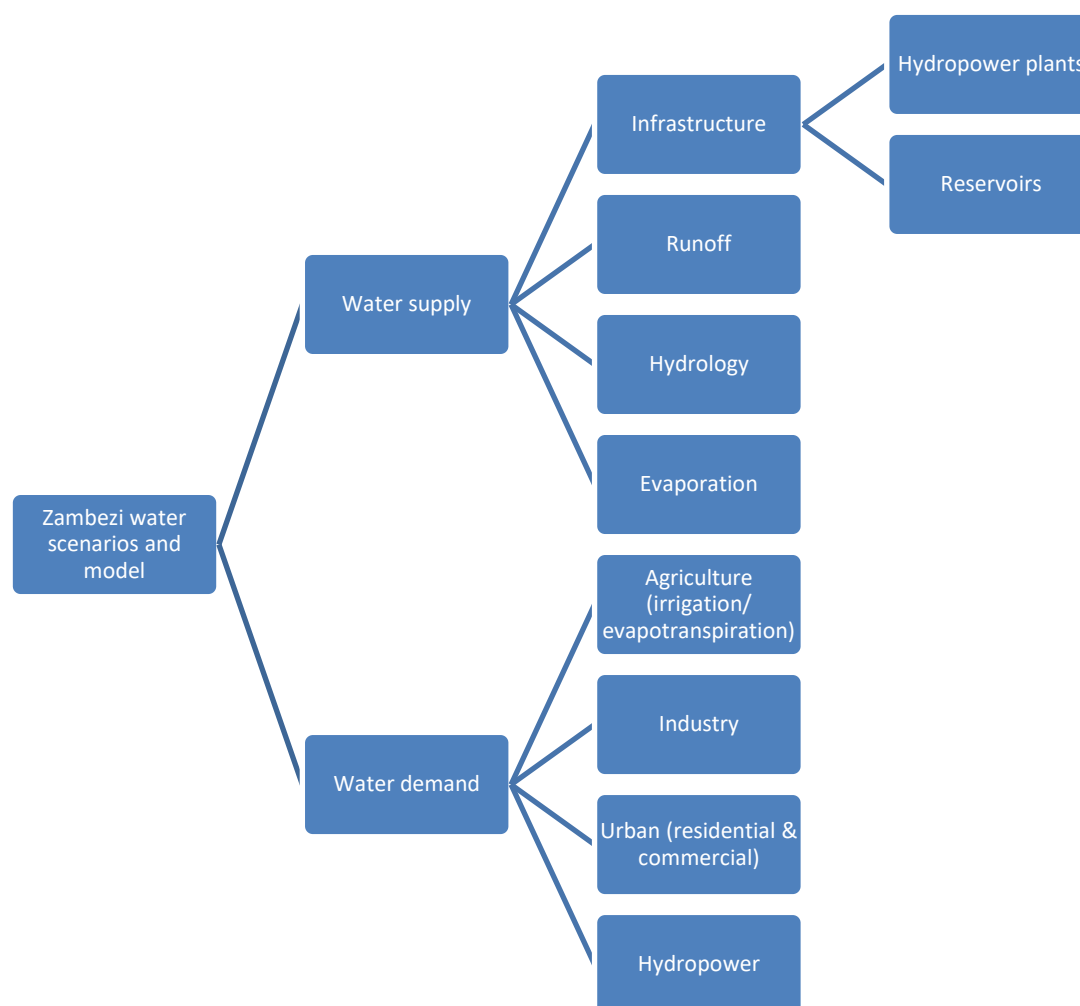 Hydropower plants
Infrastructure
Reservoirs
Runoff
Water supply
Hydrology
Evaporation
Zambezi water
scenarios and
model
Agriculture
(irrigation/
evapotranspiration)
Industry
Water demand
Urban (residential &
commercial)
Hydropower